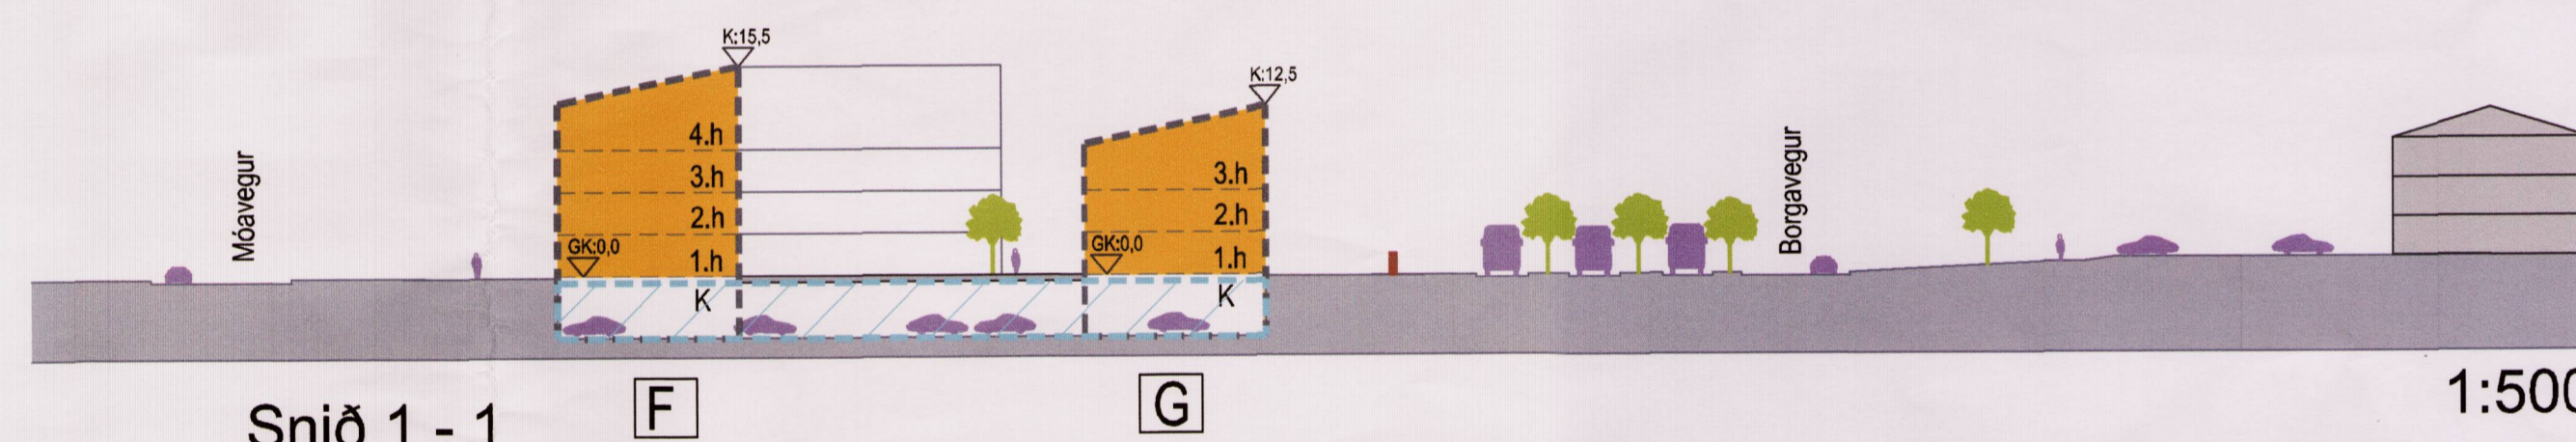 K:15,5
K:12,5
4.h
3.h
2.h
1.h
GK:0,0
K
3.h
2.h
1.h
GK:0,0
K
Móavegur
Borgavegur
F
G
Snið 1 - 1
1:500